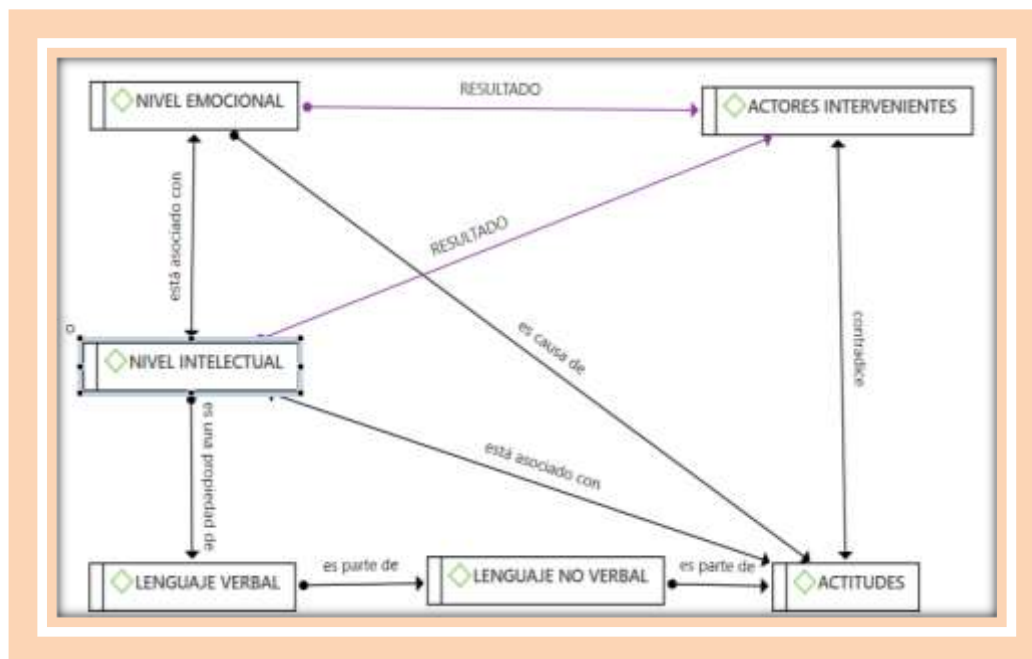 RESULTADO
NIVEL EMOCIONAL
ACTORES INTERVENIENTES
está asociado con
RESULTADO
es causa de
contradice
NIVEL INTELECTUAL
es una propiedad de
está asociado con
es parte de
es parte de
LENGUAJE VERBAL
LENGUAJE NO VERBAL
ACTITUDES